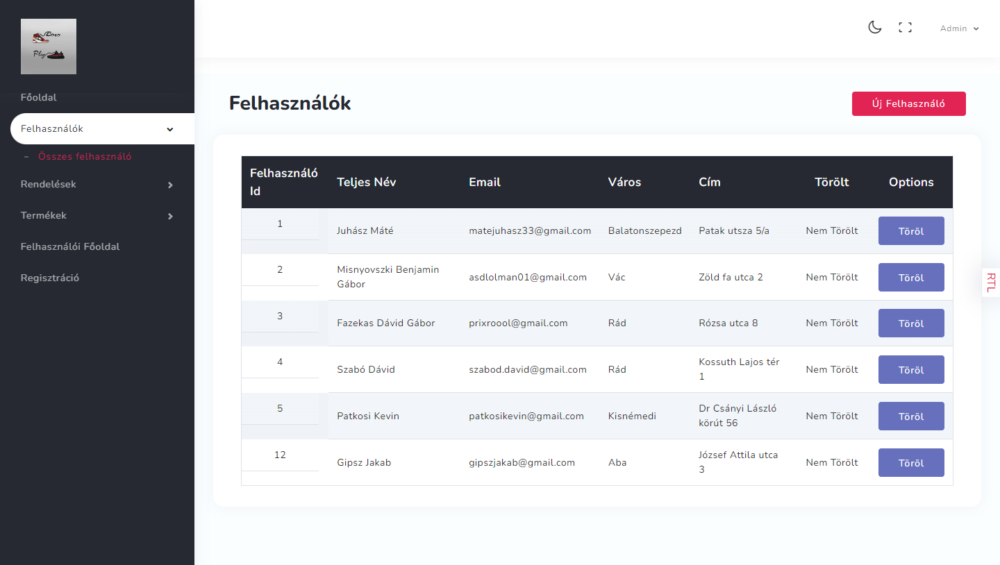 Boro
Plug
Admin
Főoldal
Felhasználók
– Összes felhasználó
Rendelések
Termékek
Felhasználói Főoldal
Regisztráció
Felhasználók
Új Felhasználó
Felhasználó Id Teljes Név Email Város Cím Törölt Options
1 Juhász Máté matejuhasz33@gmail.com Balatonszepezd Patak utsza 5/a Nem Törölt Töröl
2 Misnyovszki Benjamin Gábor asdlolman01@gmail.com Vác Zöld fa utca 2 Nem Törölt Töröl
3 Fazekas Dávid Gábor prixroool@gmail.com Rád Rózsa utca 8 Nem Törölt Töröl
4 Szabó Dávid szabod.david@gmail.com Rád Kossuth Lajos tér 1 Nem Törölt Töröl
5 Patkosi Kevin patkosikevin@gmail.com Kisnémedi Dr Csányi László körút 56 Nem Törölt Töröl
12 Gipsz Jakab gipszjakab@gmail.com Aba József Attila utca 3 Nem Törölt Töröl
RTL